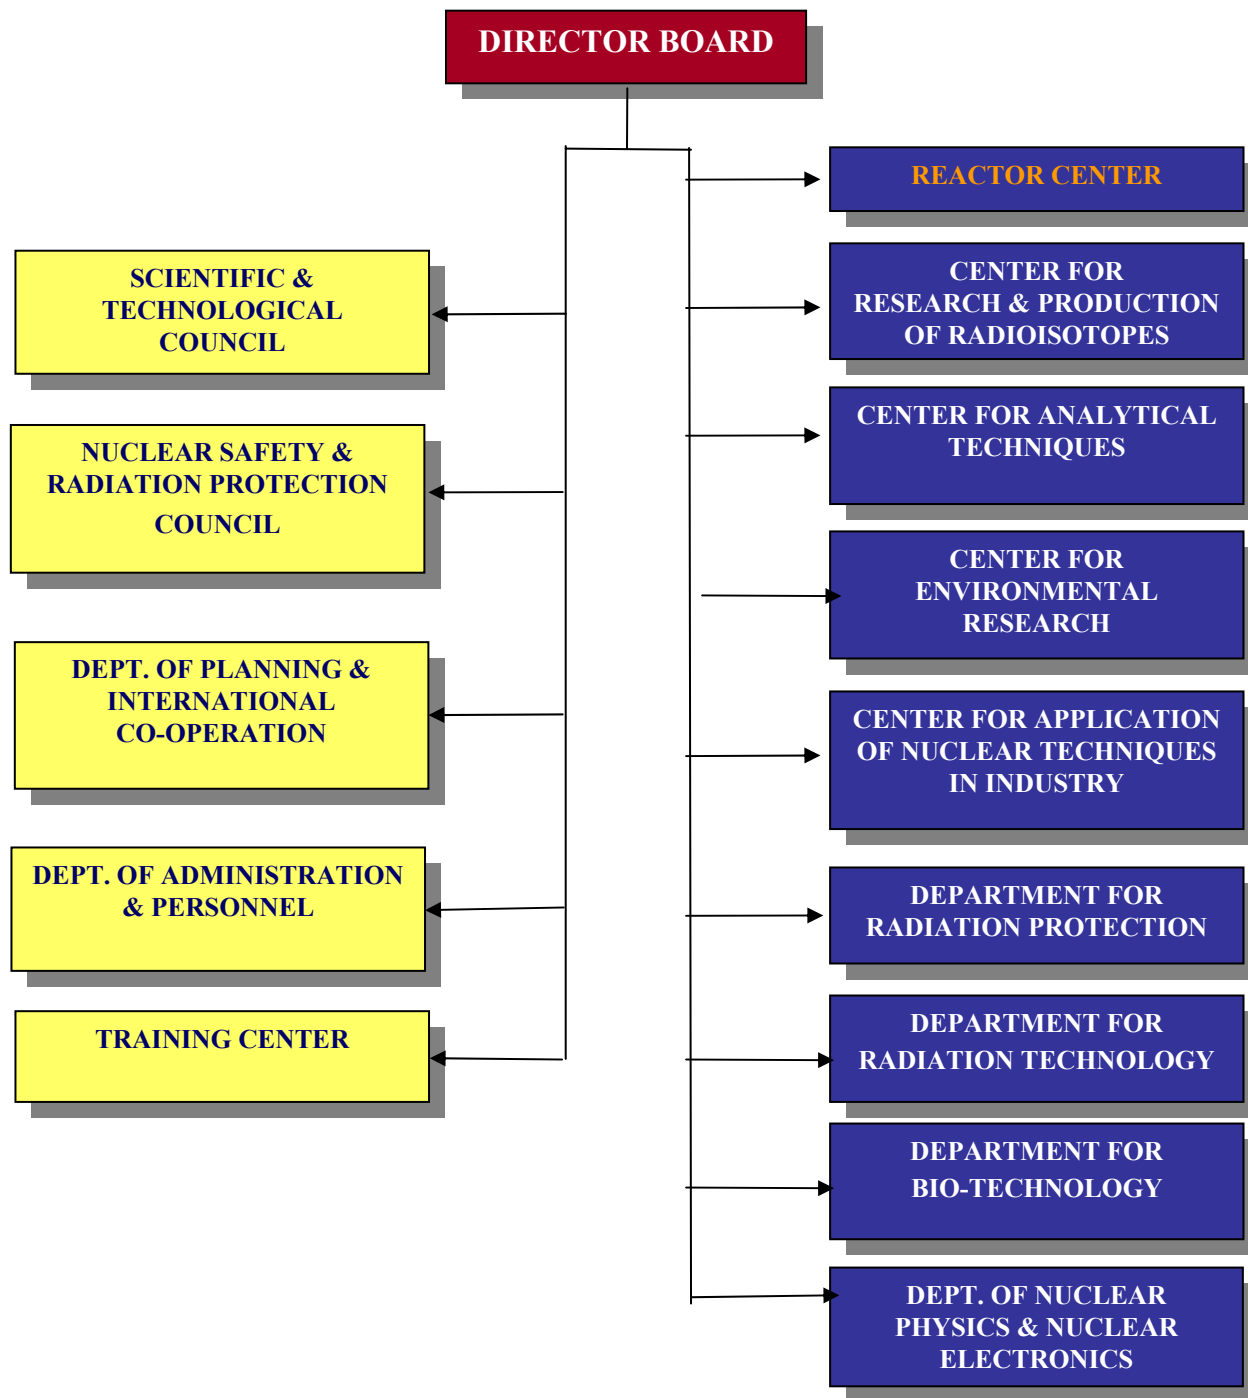 DIRECTOR BOARD
SCIENTIFIC &
TECHNOLOGICAL
COUNCIL
NUCLEAR SAFETY &
RADIATION PROTECTION
COUNCIL
DEPT. OF PLANNING &
INTERNATIONAL
CO-OPERATION
DEPT. OF ADMINISTRATION
& PERSONNEL
TRAINING CENTER
REACTOR CENTER
CENTER FOR
RESEARCH & PRODUCTION
OF RADIOISOTOPES
CENTER FOR ANALYTICAL
TECHNIQUES
CENTER FOR
ENVIRONMENTAL
RESEARCH
CENTER FOR APPLICATION
OF NUCLEAR TECHNIQUES
IN INDUSTRY
DEPARTMENT FOR
RADIATION PROTECTION
DEPARTMENT FOR
RADIATION TECHNOLOGY
DEPARTMENT FOR
BIO-TECHNOLOGY
DEPT. OF NUCLEAR
PHYSICS & NUCLEAR
ELECTRONICS